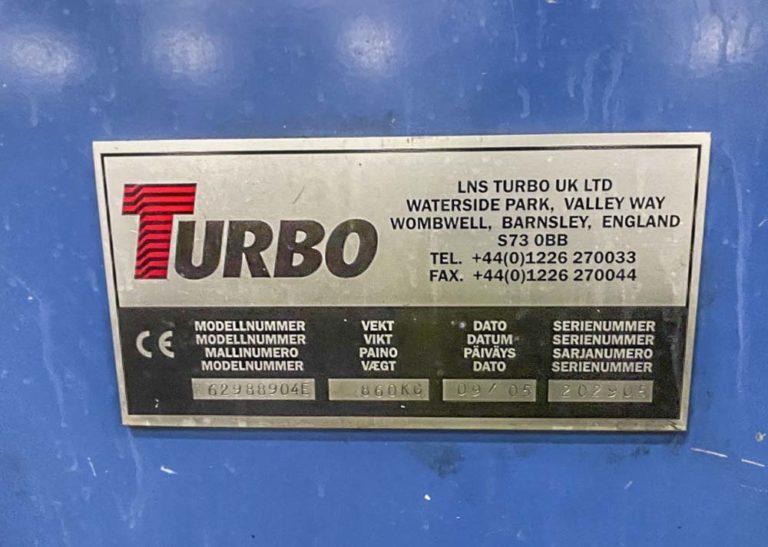 TURBO
LNS TURBO UK LTD
WATERSIDE PARK, VALLEY WAY
WOMBWELL, BARNSLEY, ENGLAND
S73 0BB
TEL. +44(0)1226 270033
FAX. +44(0)1226 270044
CE
MODELLNUMMER VEKT DATO SERIENUMMER
MODELLNUMMER VIKT DATUM SERIENUMMER
MALLINUMERO PAINO PÄIVÄYS SARJANUMERO
MODELNUMMER VÆGT DATO SERIENUMMER
62988904E 860KG 09/05